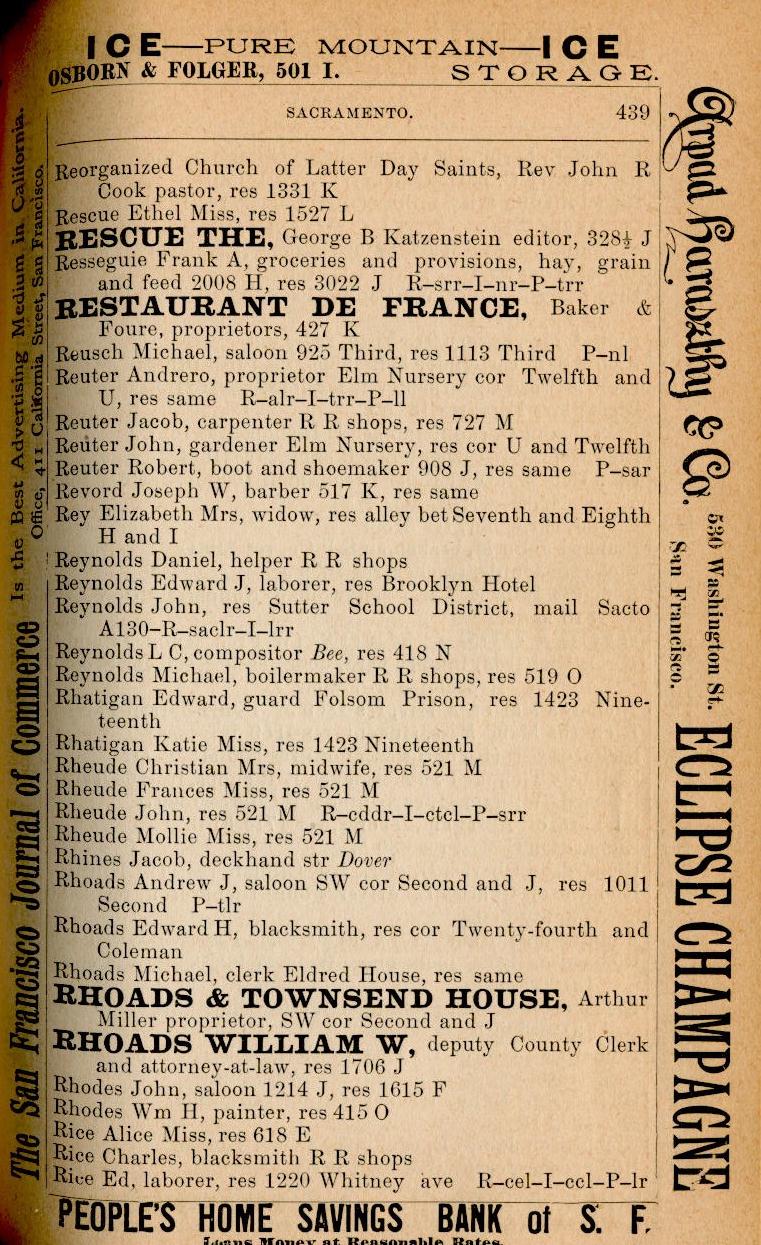 ICE—PURE MOUNTAIN—ICE
OSBORN & FOLGER, 501 I. STORAGE.
SACRAMENTO. 439
Reorganized Church of Latter Day Saints, Rev John R
Cook pastor, res 1331 K
Rescue Ethel Miss, res 1527 L
RESCUE THE, George B Katzenstein editor, 328½ J
Resseguie Frank A, groceries and provisions, hay, grain
and feed 2008 H, res 3022 J R–srr–I–nr–P–trr
RESTAURANT DE FRANCE, Baker &
Foure, proprietors, 427 K
Reusch Michael, saloon 925 Third, res 1113 Third P–nl
Reuter Andrero, proprietor Elm Nursery cor Twelfth and
U, res same R–alr–I–trr–P–ll
Reuter Jacob, carpenter R R shops, res 727 M
Reuter John, gardener Elm Nursery, res cor U and Twelfth
Reuter Robert, boot and shoemaker 908 J, res same P–sar
Revord Joseph W, barber 517 K, res same
Rey Elizabeth Mrs, widow, res alley bet Seventh and Eighth
H and I
Reynolds Daniel, helper R R shops
Reynolds Edward J, laborer, res Brooklyn Hotel
Reynolds John, res Sutter School District, mail Sacto
A130–R–saclr–I–lrr
Reynolds L C, compositor Bee, res 418 N
Reynolds Michael, boilermaker R R shops, res 519 O
Rhatigan Edward, guard Folsom Prison, res 1423 Nine-
teenth
Rhatigan Katie Miss, res 1423 Nineteenth
Rheude Christian Mrs, midwife, res 521 M
Rheude Frances Miss, res 521 M
Rheude John, res 521 M R–cddr–I–ctcl–P–srr
Rheude Mollie Miss, res 521 M
Rhines Jacob, deckhand str Dover
Rhoads Andrew J, saloon SW cor Second and J, res 1011
Second P–tlr
Rhoads Edward H, blacksmith, res cor Twenty-fourth and
Coleman
Rhoads Michael, clerk Eldred House, res same
RHOADS & TOWNSEND HOUSE, Arthur
Miller proprietor, SW cor Second and J
RHOADS WILLIAM W, deputy County Clerk
and attorney-at-law, res 1706 J
Rhodes John, saloon 1214 J, res 1615 F
Rhodes Wm H, painter, res 415 O
Rice Alice Miss, res 618 E
Rice Charles, blacksmith R R shops
Rice Ed, laborer, res 1220 Whitney ave R–cel–I–ccl–P–lr
PEOPLE'S HOME SAVINGS BANK of S. F.
Loans Money at Reasonable Rates.
The San Francisco Journal of Commerce Is the Best Advertising Medium in California.
Office, 411 California Street, San Francisco.
Arpad Haraszthy & Co. 530 Washington St. ECLIPSE CHAMPAGNE
San Francisco.